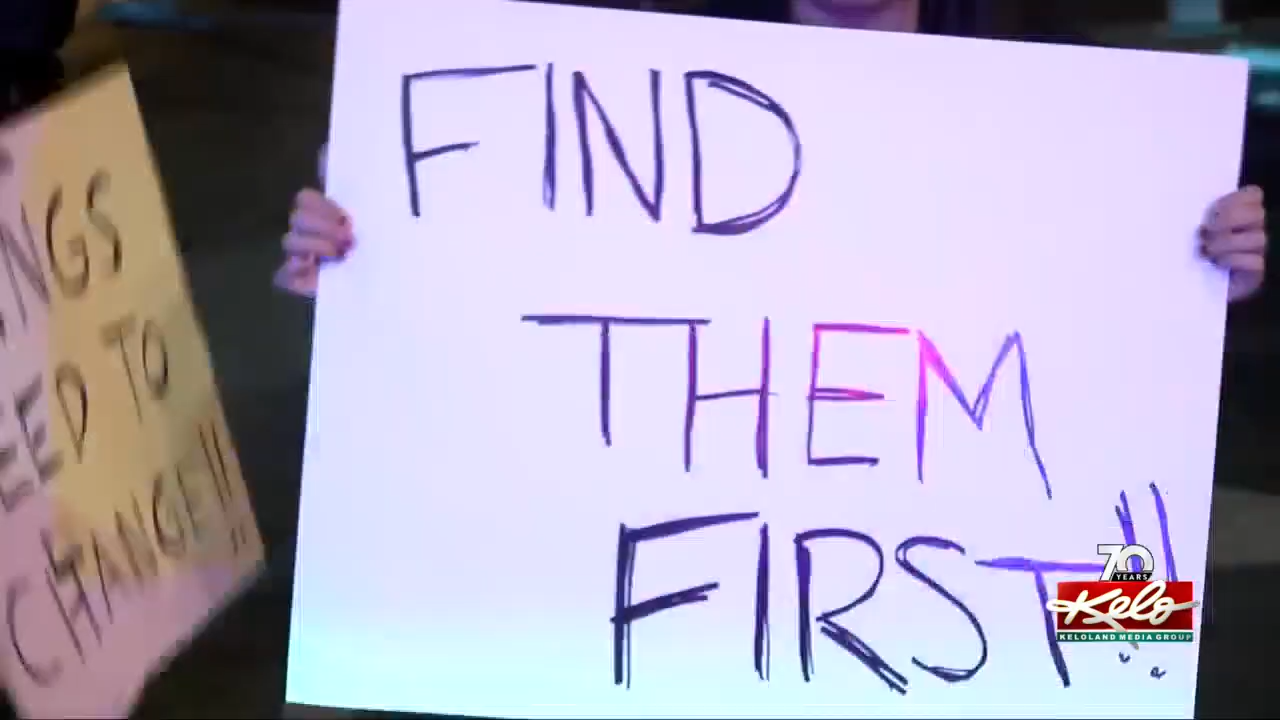 NGS
EED TO
CHANGE!!!
FIND
THEM
FIRST!!
70
YEARS
Kelo
KELOLAND MEDIA GROUP